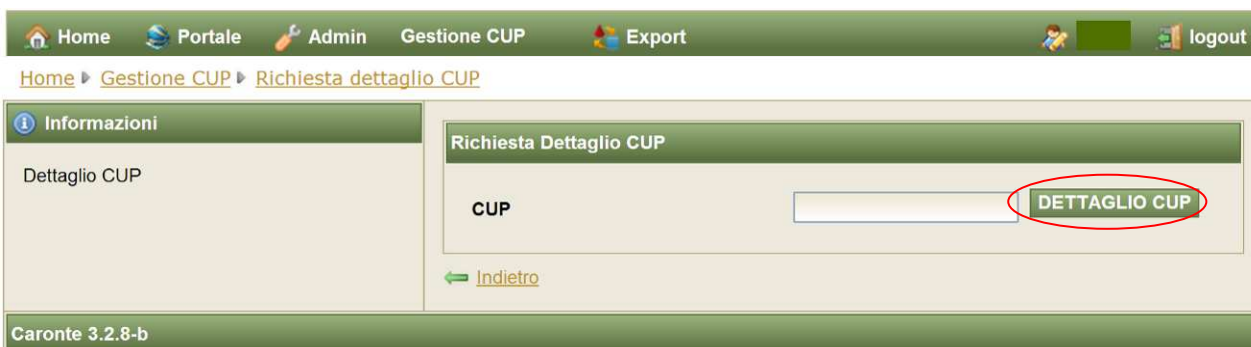 Home Portale Admin Gestione CUP Export logout
Home Gestione CUP Richiesta dettaglio CUP
Informazioni
Dettaglio CUP
Richiesta Dettaglio CUP
CUP DETTAGLIO CUP
Indietro
Caronte 3.2.8-b